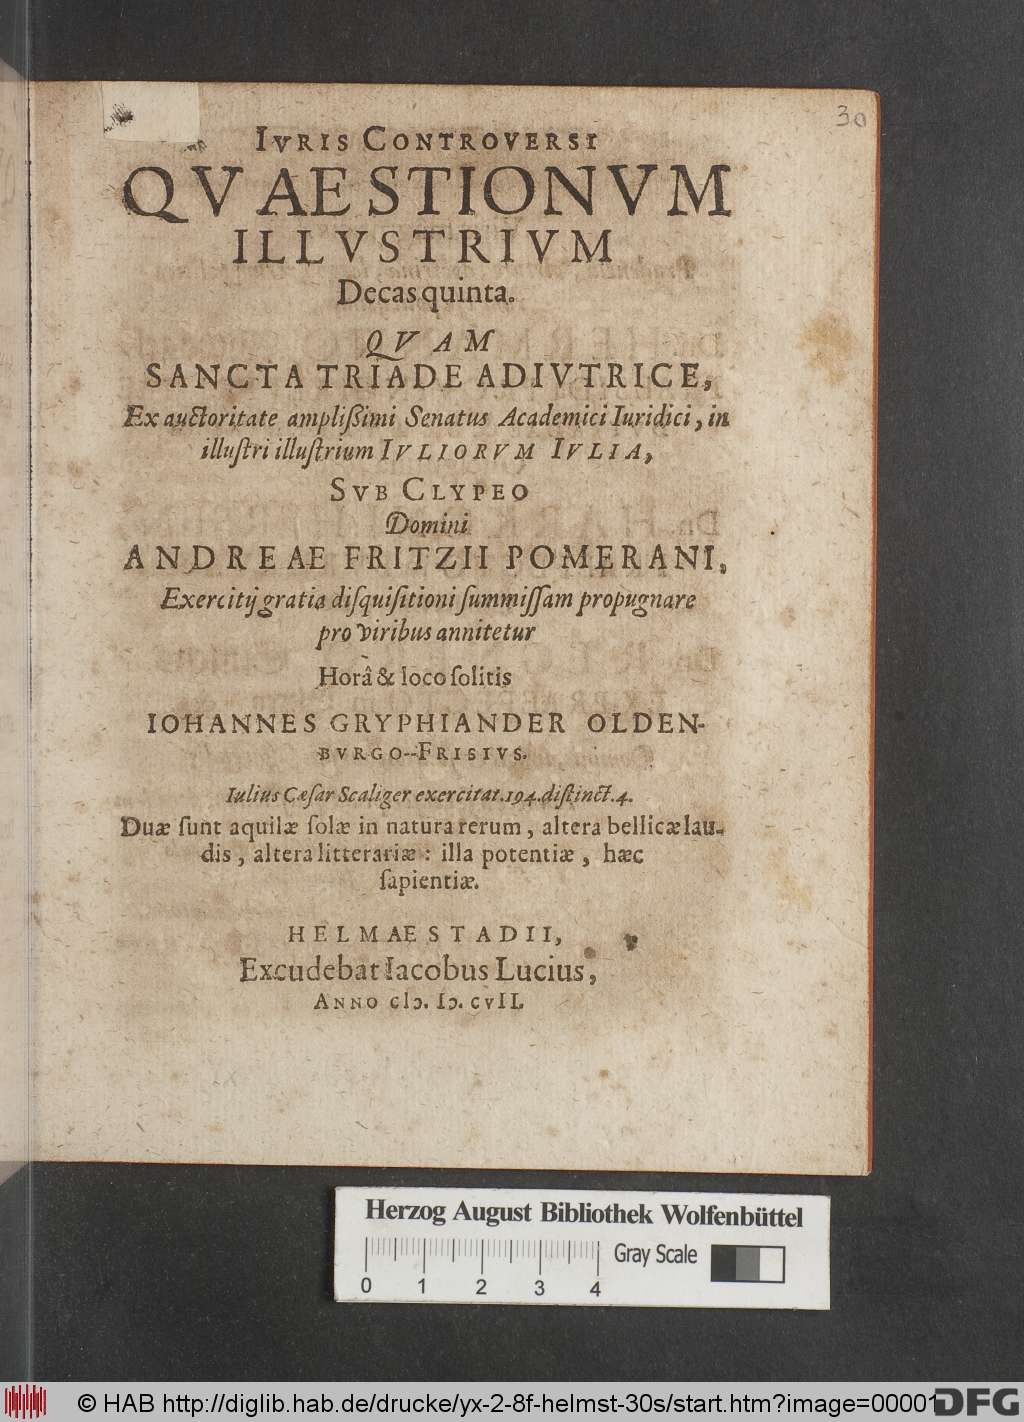 30
IVRIS CONTROVERSI
QVAESTIONVM
ILLVSTRIVM
Decas quinta.
QVAM
SANCTA TRIADE ADIVTRICE,
Ex auctoritate amplißimi Senatus Academici Iuridici, in
illuſtri illuſtrium IVLIORVM IVLIA,
SVB CLYPEO
Domini
ANDREAE FRITZII POMERANI,
Exercitij gratia diſquiſitioni ſummiſſam propugnare
pro viribus annitetur
Horâ & loco ſolitis
IOHANNES GRYPHIANDER OLDEN-
BVRGO-FRISIVS.
Iulius Cæſar Scaliger exercitat. 194. diſtinct. 4.
Duæ ſunt aquilæ ſolæ in natura rerum, altera bellicæ lau-
dis, altera litterariæ: illa potentiæ, hæc
ſapientiæ.
HELMAESTADII,
Excudebat Iacobus Lucius,
ANNO cIɔ. Iɔ. cVII.
Herzog August Bibliothek Wolfenbüttel
Gray Scale
0 1 2 3 4
© HAB http://diglib.hab.de/drucke/yx-2-8f-helmst-30s/start.htm?image=00001
DFG